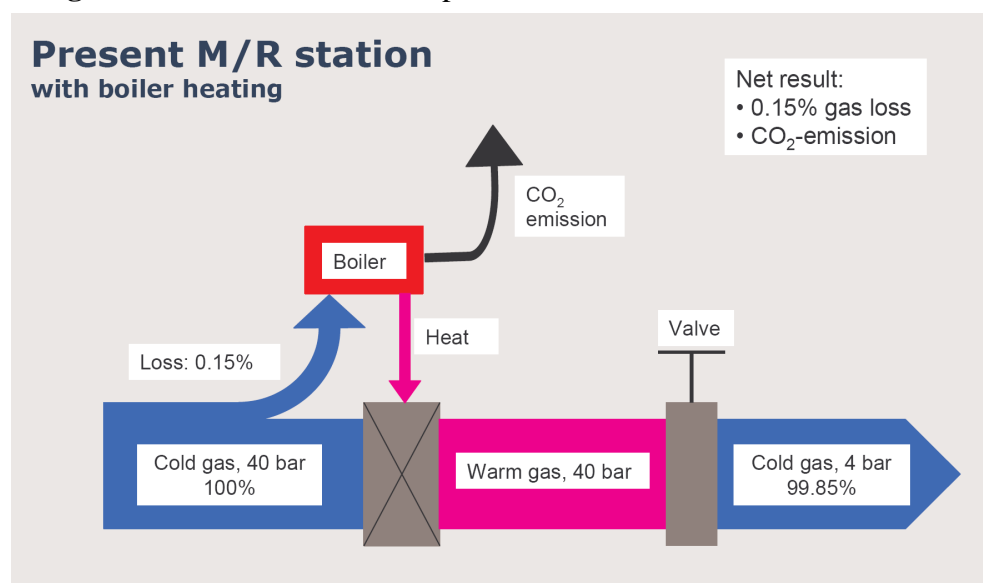 Present M/R station
with boiler heating
Net result:
• 0.15% gas loss
• CO₂-emission
CO₂
emission
Boiler
Heat
Valve
Loss: 0.15%
Cold gas, 40 bar
100%
Warm gas, 40 bar
Cold gas, 4 bar
99.85%